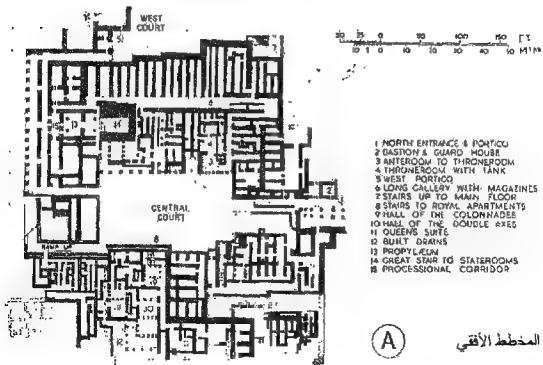 WEST
COURT
CENTRAL
COURT
1 NORTH ENTRANCE & PORTICO
2 BASTION & GUARD HOUSE
3 ANTEROOM TO THRONEROOM
4 THRONEROOM WITH TANK
5 WEST PORTICO
6 LONG GALLERY WITH MAGAZINES
7 STAIRS UP TO MAIN FLOOR
8 STAIRS TO ROYAL APARTMENTS
9 HALL OF THE COLONNADES
10 HALL OF THE DOUBLE AXES
11 QUEENS SUITE
12 BUILT DRAINS
13 PROPYLÆUM
14 GREAT STAIR TO STATEROOMS
15 PROCESSIONAL CORRIDOR
A
المخطط الأفقي